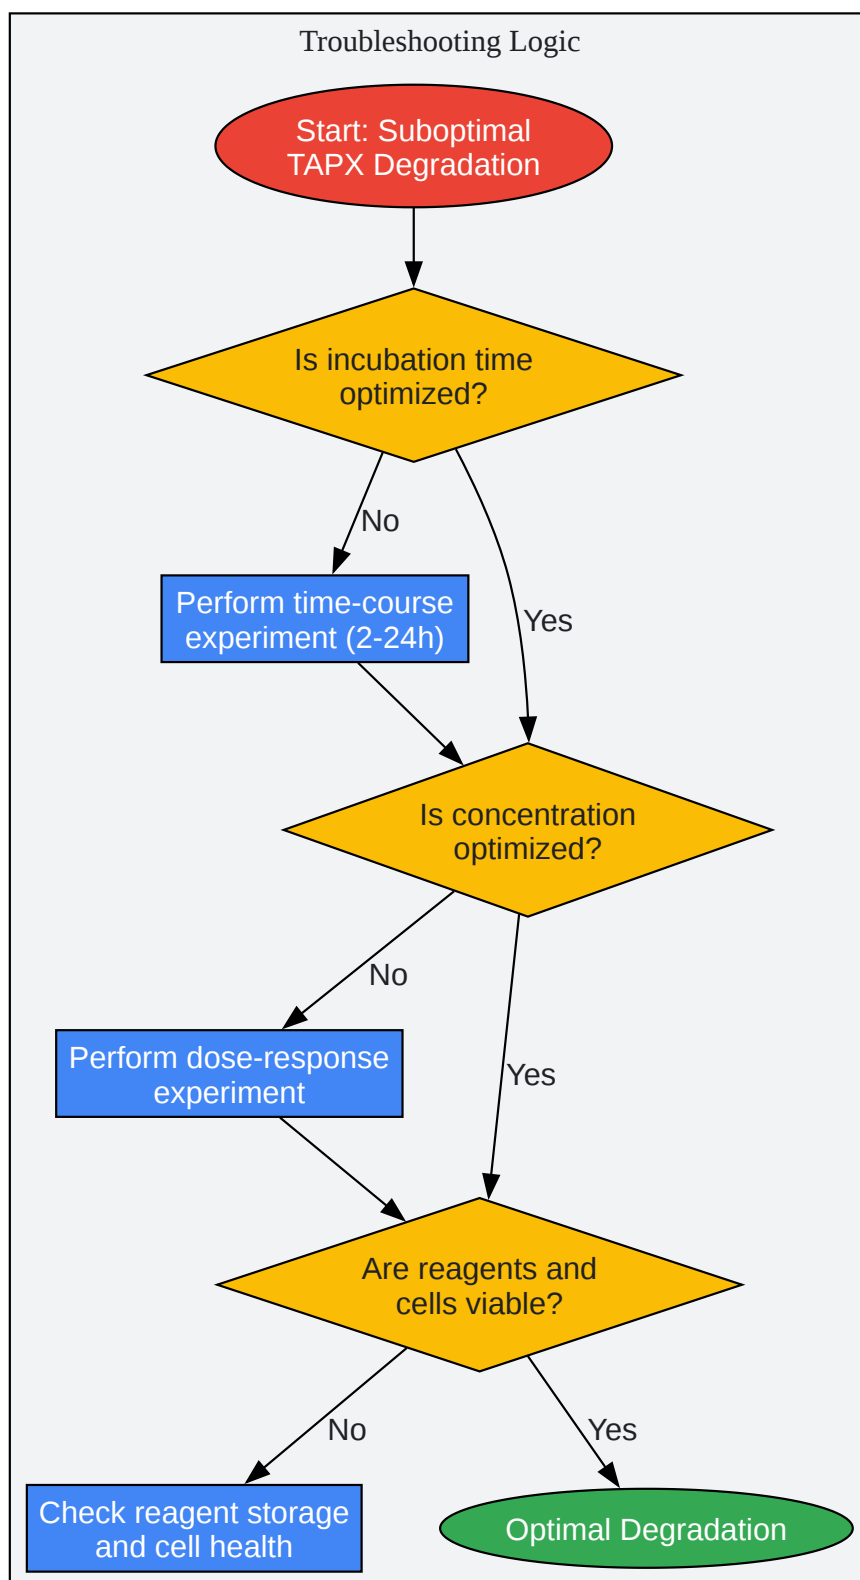 Troubleshooting Logic
Start: Suboptimal
TAPX Degradation
Is incubation time
optimized?
No
Perform time-course
experiment (2-24h)
Yes
Is concentration
optimized?
No
Perform dose-response
experiment
Yes
Are reagents and
cells viable?
No
Yes
Check reagent storage
and cell health
Optimal Degradation